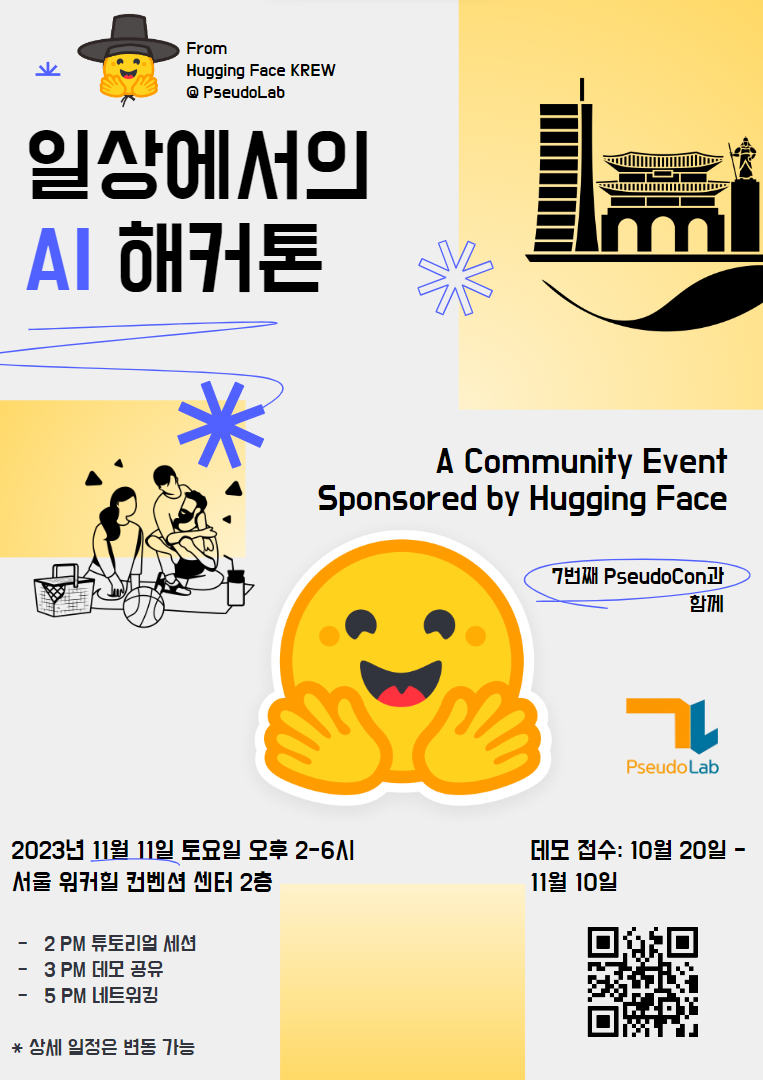 From
Hugging Face KREW
@ PseudoLab
일상에서의
AI 해커톤
A Community Event
Sponsored by Hugging Face
7번째 PseudoCon과
함께
PseudoLab
2023년 11월 11일 토요일 오후 2-6시
서울 워커힐 컨벤션 센터 2층
데모 접수: 10월 20일 -
11월 10일
- 2 PM 튜토리얼 세션
- 3 PM 데모 공유
- 5 PM 네트워킹
* 상세 일정은 변동 가능